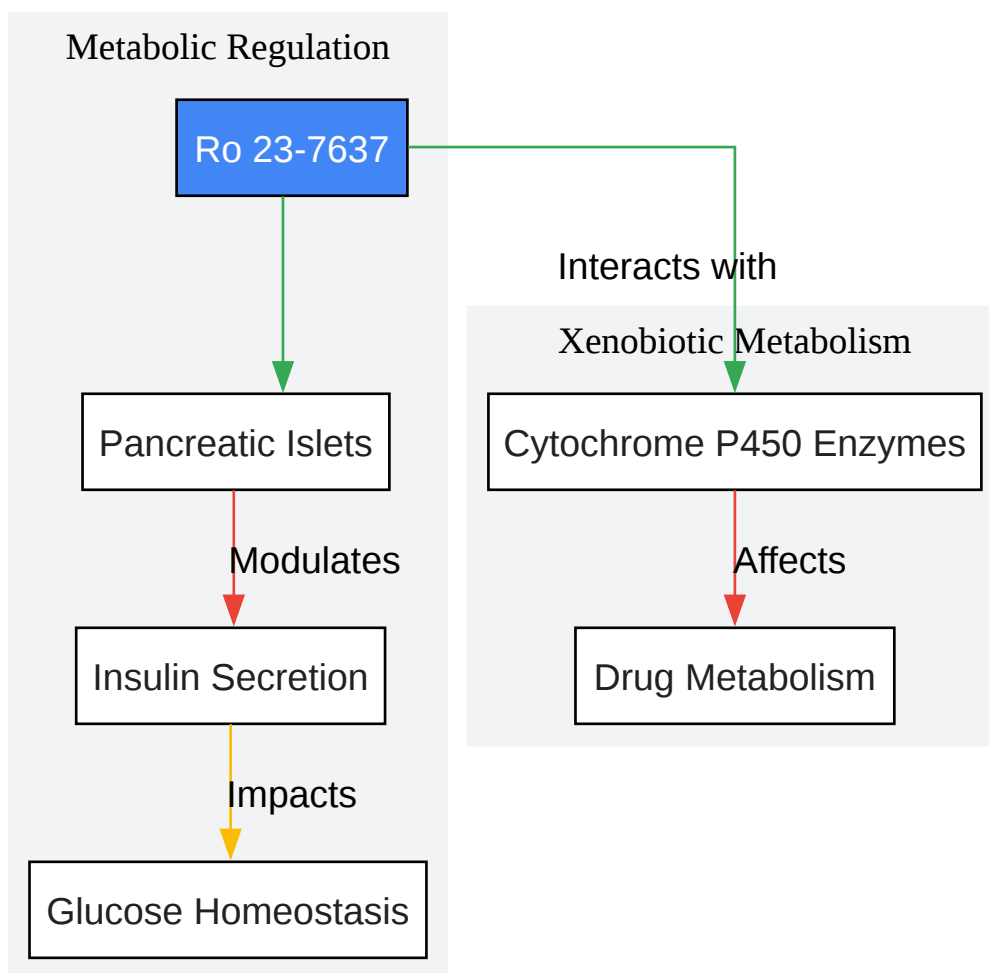 Metabolic Regulation
Ro 23-7637
Interacts with
Xenobiotic Metabolism
Pancreatic Islets
Cytochrome P450 Enzymes
Modulates
Affects
Insulin Secretion
Drug Metabolism
Impacts
Glucose Homeostasis